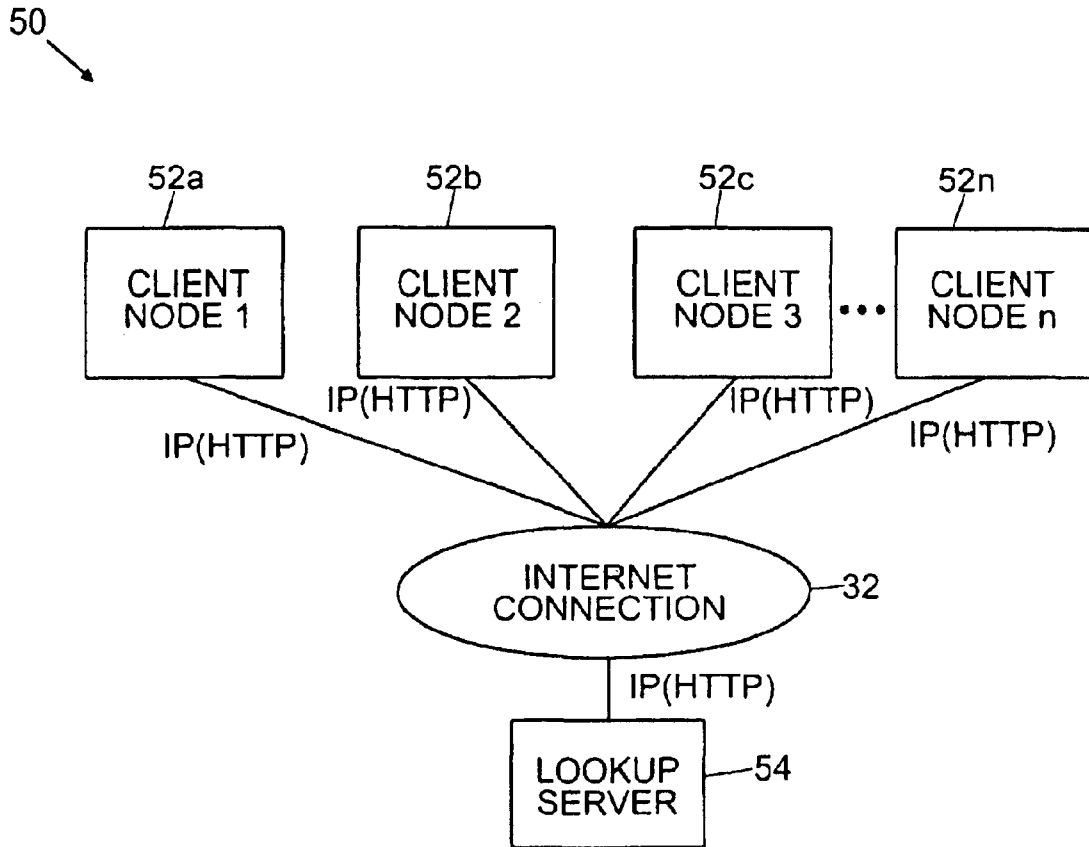 50
52a
52b
52c
52n
CLIENT
NODE 1
CLIENT
NODE 2
CLIENT
NODE 3
CLIENT
NODE n
IP(HTTP)
IP(HTTP)
IP(HTTP)
IP(HTTP)
INTERNET
CONNECTION
32
IP(HTTP)
LOOKUP
SERVER
54